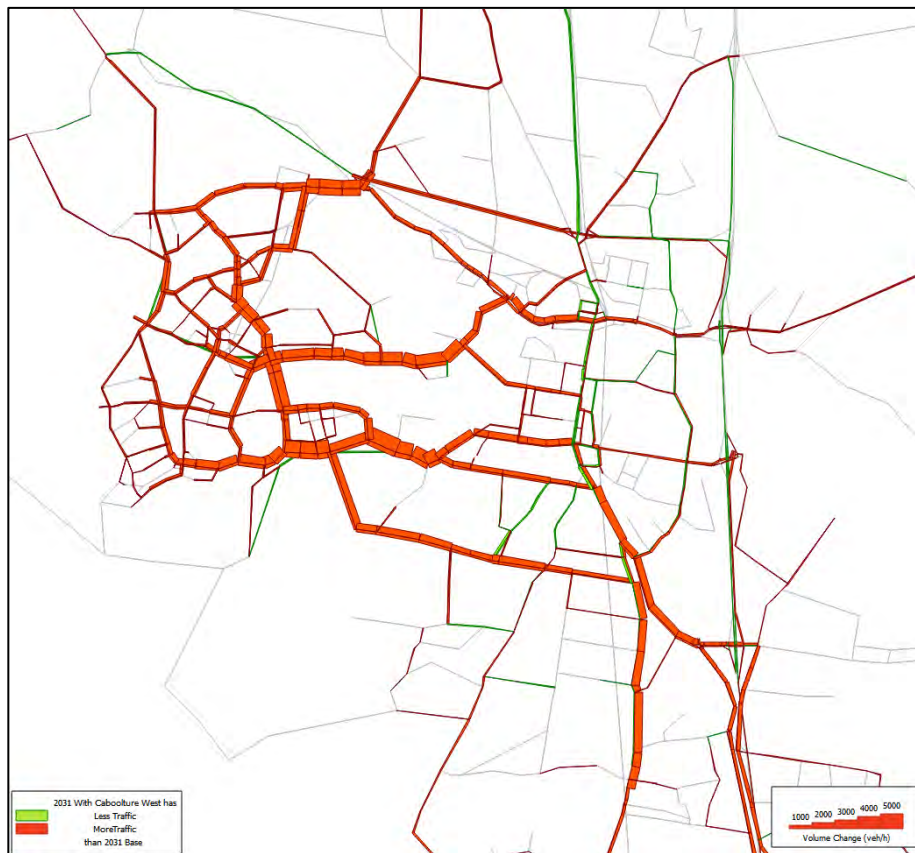 2031 With Caboolture West has
Less Traffic
MoreTraffic
than 2031 Base
1000 2000 3000 4000 5000
Volume Change (veh/h)